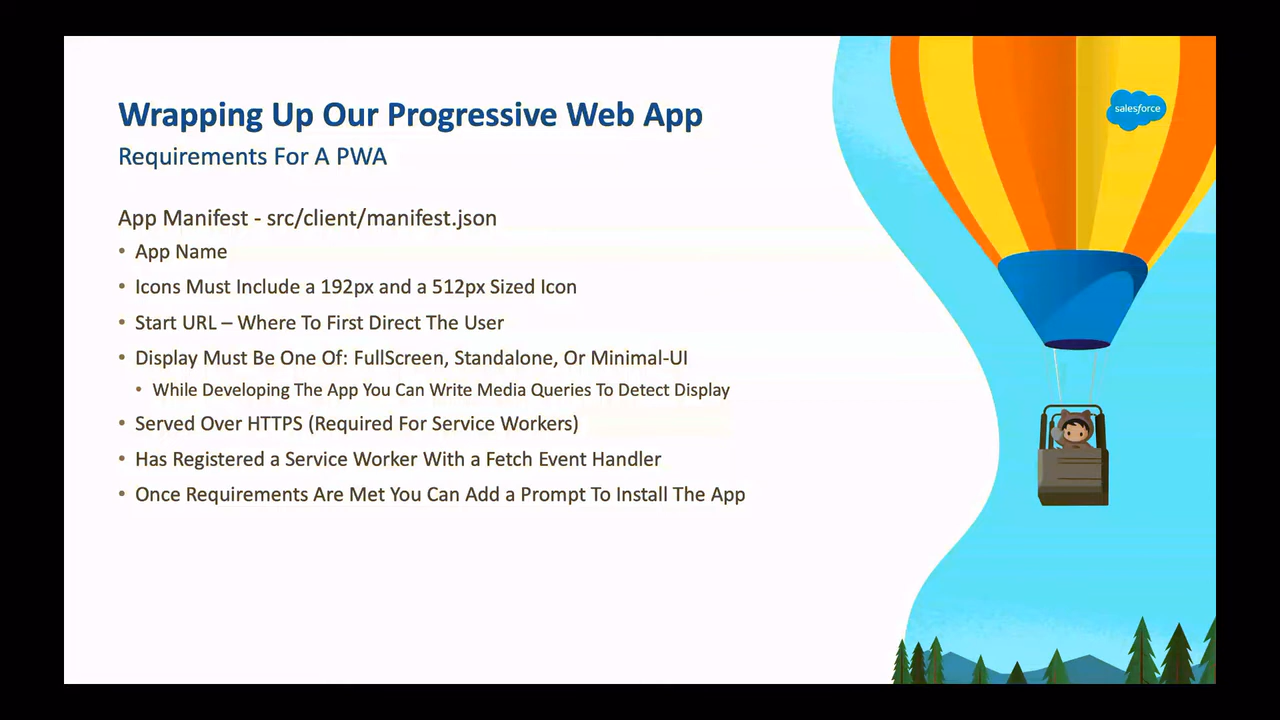 Wrapping Up Our Progressive Web App
salesforce
Requirements For A PWA
App Manifest - src/client/manifest.json
• App Name
• Icons Must Include a 192px and a 512px Sized Icon
• Start URL – Where To First Direct The User
• Display Must Be One Of: FullScreen, Standalone, Or Minimal-UI
• While Developing The App You Can Write Media Queries To Detect Display
• Served Over HTTPS (Required For Service Workers)
• Has Registered a Service Worker With a Fetch Event Handler
• Once Requirements Are Met You Can Add a Prompt To Install The App